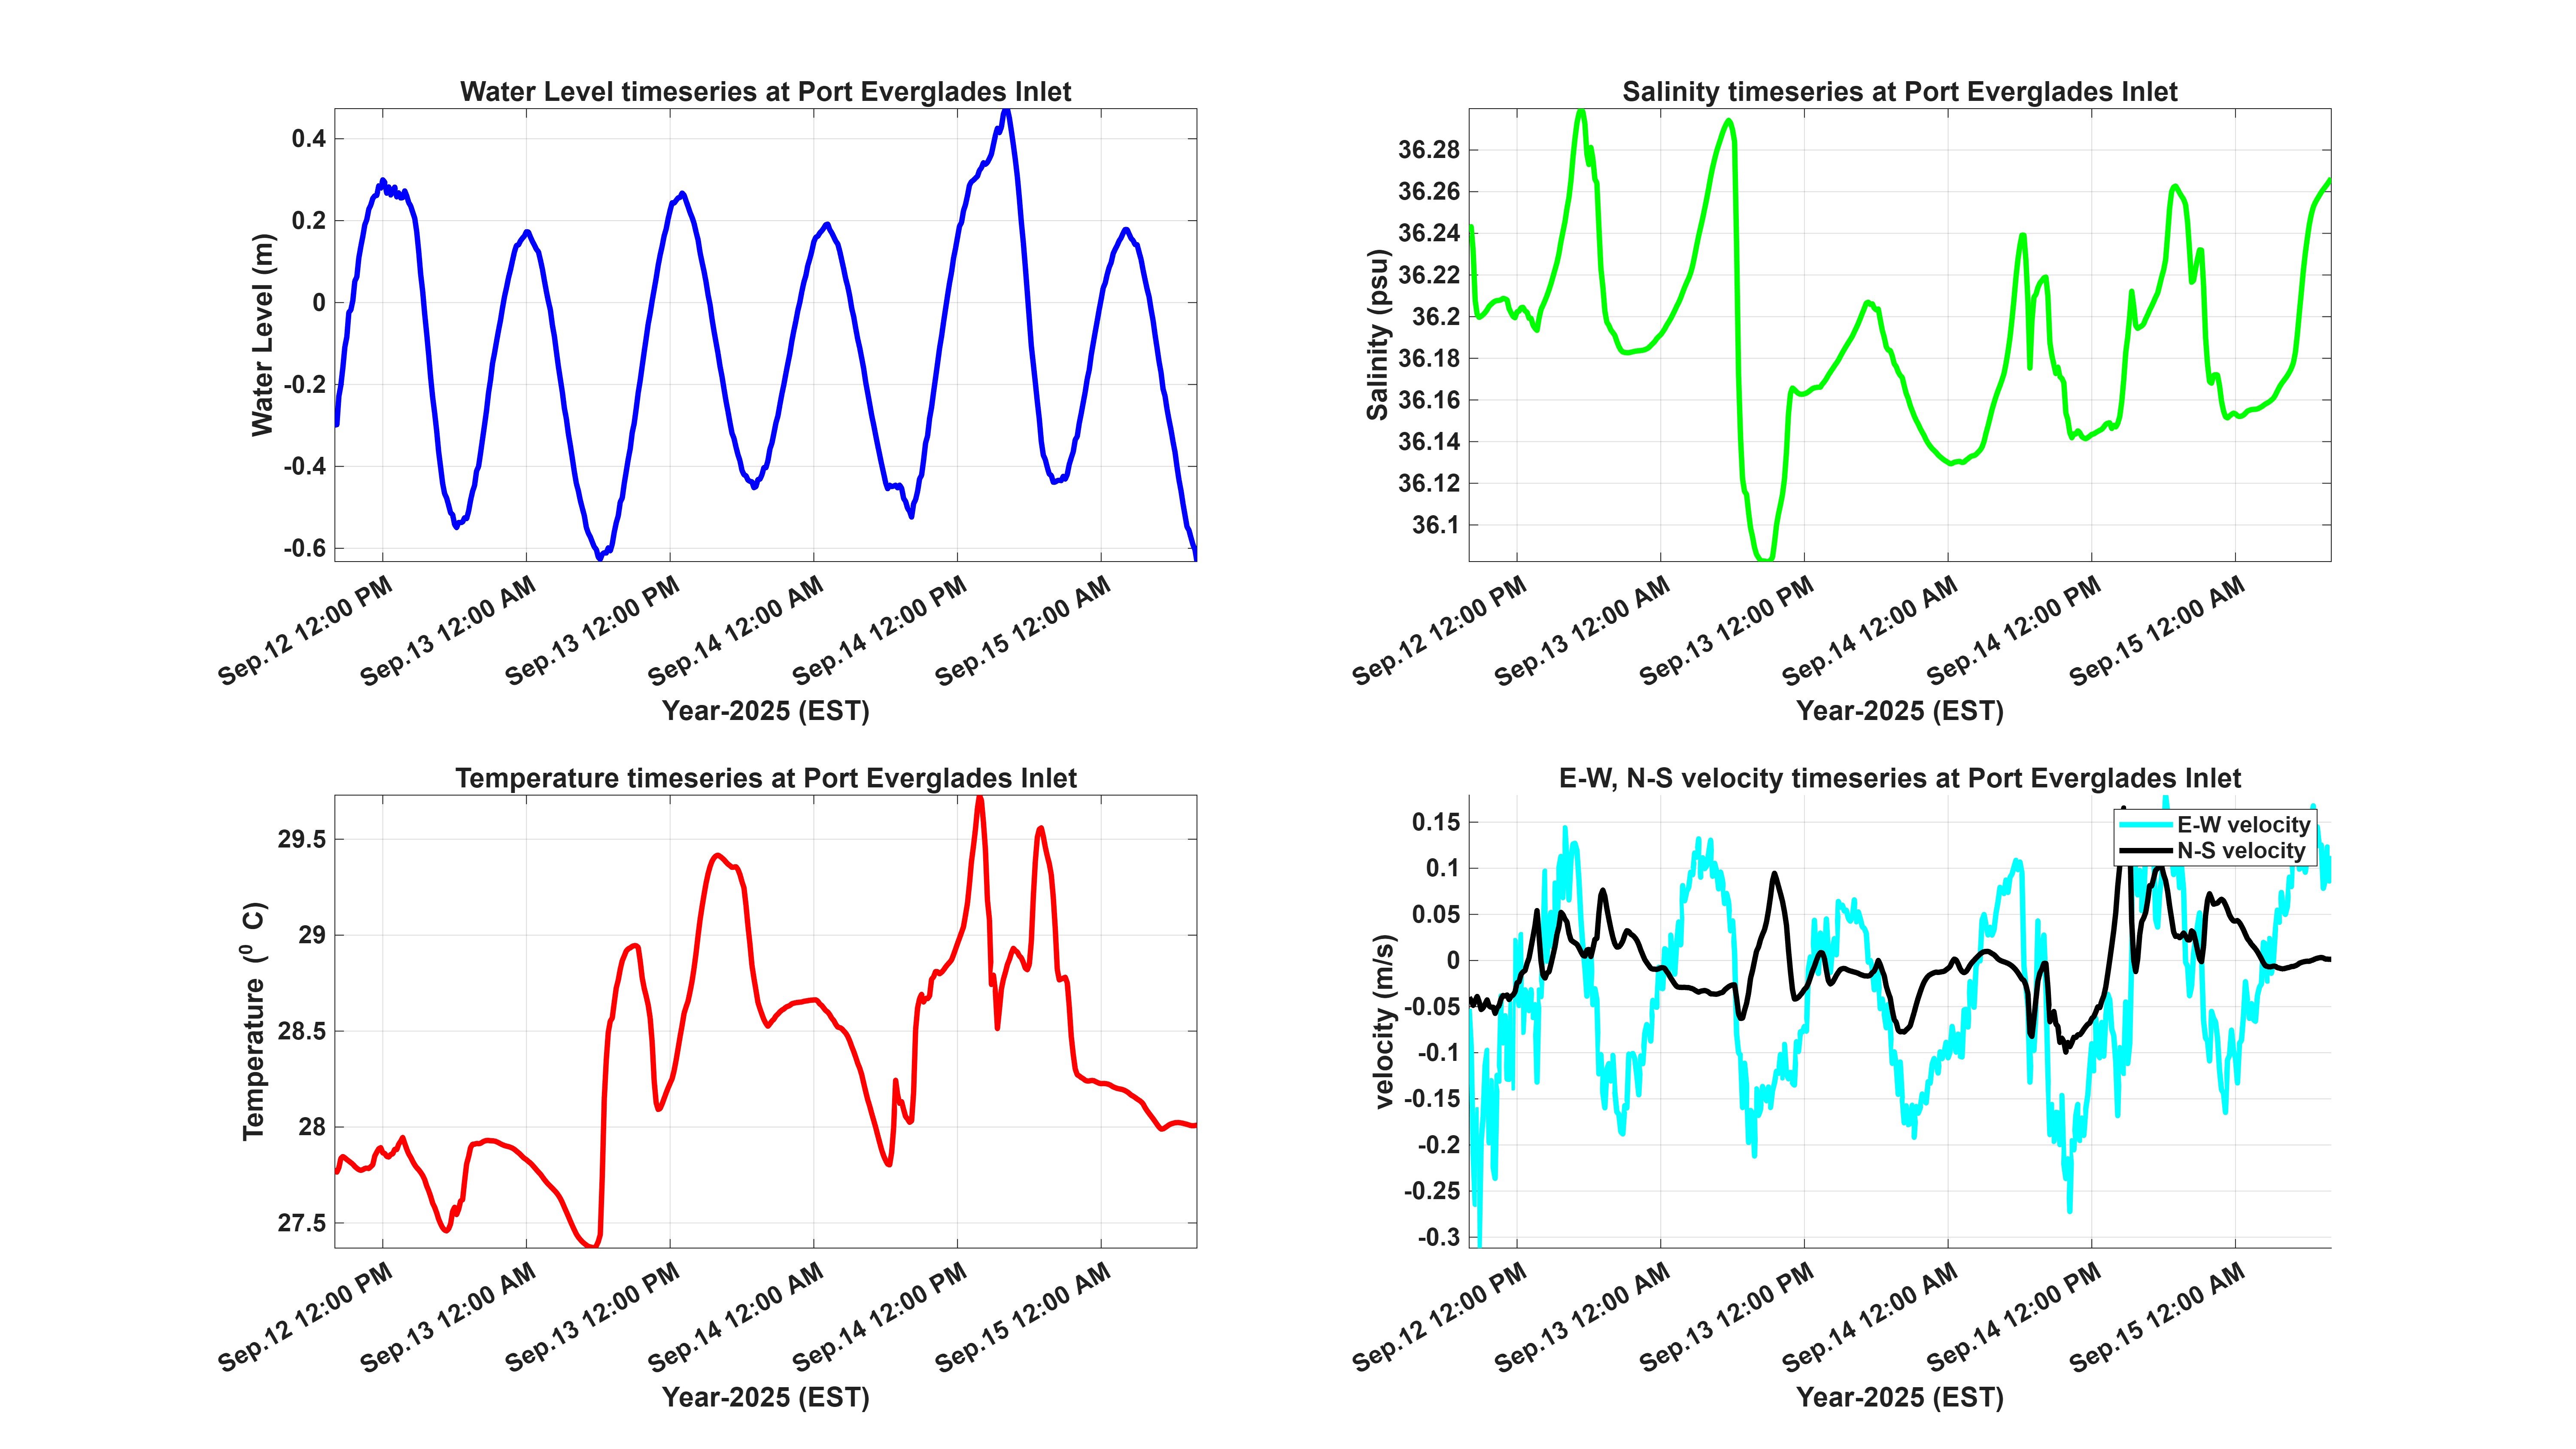 Water Level timeseries at Port Everglades Inlet
0.4
0.2
0
-0.2
-0.4
-0.6
Water Level (m)
Sep.12 12:00 PM
Sep.13 12:00 AM
Sep.13 12:00 PM
Sep.14 12:00 AM
Sep.14 12:00 PM
Sep.15 12:00 AM
Year-2025 (EST)
Salinity timeseries at Port Everglades Inlet
36.28
36.26
36.24
36.22
36.2
36.18
36.16
36.14
36.12
36.1
Salinity (psu)
Sep.12 12:00 PM
Sep.13 12:00 AM
Sep.13 12:00 PM
Sep.14 12:00 AM
Sep.14 12:00 PM
Sep.15 12:00 AM
Year-2025 (EST)
Temperature timeseries at Port Everglades Inlet
29.5
29
28.5
28
27.5
Temperature (⁰ C)
Sep.12 12:00 PM
Sep.13 12:00 AM
Sep.13 12:00 PM
Sep.14 12:00 AM
Sep.14 12:00 PM
Sep.15 12:00 AM
Year-2025 (EST)
E-W, N-S velocity timeseries at Port Everglades Inlet
0.15
0.1
0.05
0
-0.05
-0.1
-0.15
-0.2
-0.25
-0.3
velocity (m/s)
E-W velocity
N-S velocity
Sep.12 12:00 PM
Sep.13 12:00 AM
Sep.13 12:00 PM
Sep.14 12:00 AM
Sep.14 12:00 PM
Sep.15 12:00 AM
Year-2025 (EST)